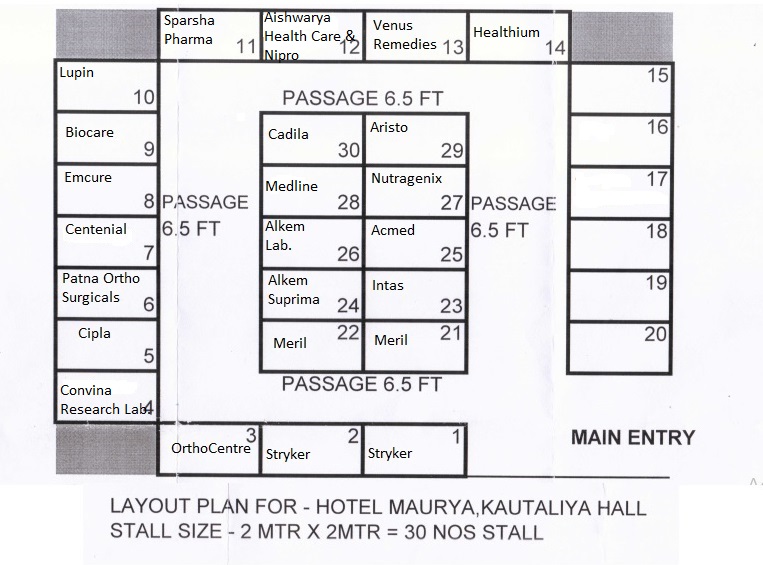 Sparsha
Pharma
11
Aishwarya
Health Care &
Nipro
12
Venus
Remedies 13
Healthium
14
Lupin
10
15
PASSAGE 6.5 FT
Biocare
9
Cadila
30
Aristo
29
16
Emcure
8
PASSAGE
6.5 FT
Medline
28
Nutragenix
27
PASSAGE
6.5 FT
17
Centenial
7
Alkem
Lab.
26
Acmed
25
18
Patna Ortho
Surgicals
6
Alkem
Suprima
24
Intas
23
19
Cipla
5
Meril
22
Meril
21
20
PASSAGE 6.5 FT
Convina
Research Lab
4
OrthoCentre
3
Stryker
2
Stryker
1
MAIN ENTRY
LAYOUT PLAN FOR - HOTEL MAURYA,KAUTALIYA HALL
STALL SIZE - 2 MTR X 2MTR = 30 NOS STALL